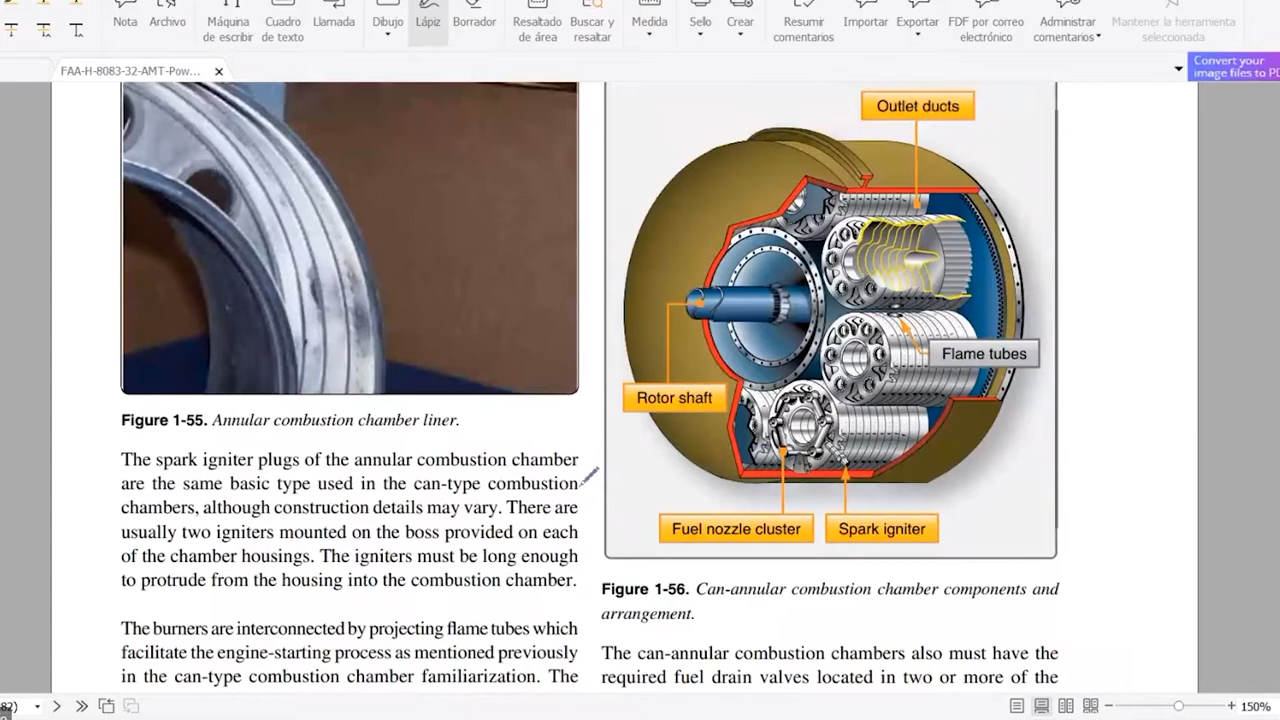 Nota
Archivo
Máquina
de escribir
Cuadro
de texto
Llamada
Dibujo
Lápiz
Borrador
Resaltado
de área
Buscar y
resaltar
Medida
Sello
Crear
Resumir
comentarios
Importar
Exportar
FDF por correo
electrónico
Administrar
comentarios
Mantener la herramienta
seleccionada
FAA-H-8083-32-AMT-Pow...
Convert your
image files to PD
Figure 1-55. Annular combustion chamber liner.
The spark igniter plugs of the annular combustion chamber
are the same basic type used in the can-type combustion
chambers, although construction details may vary. There are
usually two igniters mounted on the boss provided on each
of the chamber housings. The igniters must be long enough
to protrude from the housing into the combustion chamber.
The burners are interconnected by projecting flame tubes which
facilitate the engine-starting process as mentioned previously
in the can-type combustion chamber familiarization. The
Outlet ducts
Flame tubes
Rotor shaft
Fuel nozzle cluster
Spark igniter
Figure 1-56. Can-annular combustion chamber components and
arrangement.
The can-annular combustion chambers also must have the
required fuel drain valves located in two or more of the
82)
150%